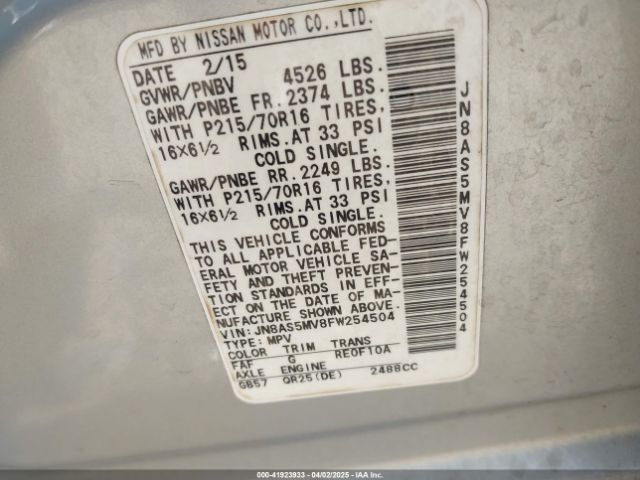 MFD BY NISSAN MOTOR CO.,LTD.
DATE 2/15
GVWR/PNBV 4526 LBS.
GAWR/PNBE FR. 2374 LBS.
WITH P215/70R16 TIRES,
16X6½ RIMS.AT 33 PSI
COLD SINGLE.
GAWR/PNBE RR. 2249 LBS.
WITH P215/70R16 TIRES,
16X6½ RIMS.AT 33 PSI
COLD SINGLE.
THIS VEHICLE CONFORMS
TO ALL APPLICABLE FED-
ERAL MOTOR VEHICLE SA-
FETY AND THEFT PREVEN-
TION STANDARDS IN EFF-
ECT ON THE DATE OF MA-
NUFACTURE SHOWN ABOVE.
VIN: JN8AS5MV8FW254504
TYPE: MPV
COLOR TRIM TRANS
FAF G RE0F10A
AXLE ENGINE
GB57 QR25(DE) 2488CC
JN8AS5MV8FW254504
000-41923933 - 04/02/2025 - IAA Inc.